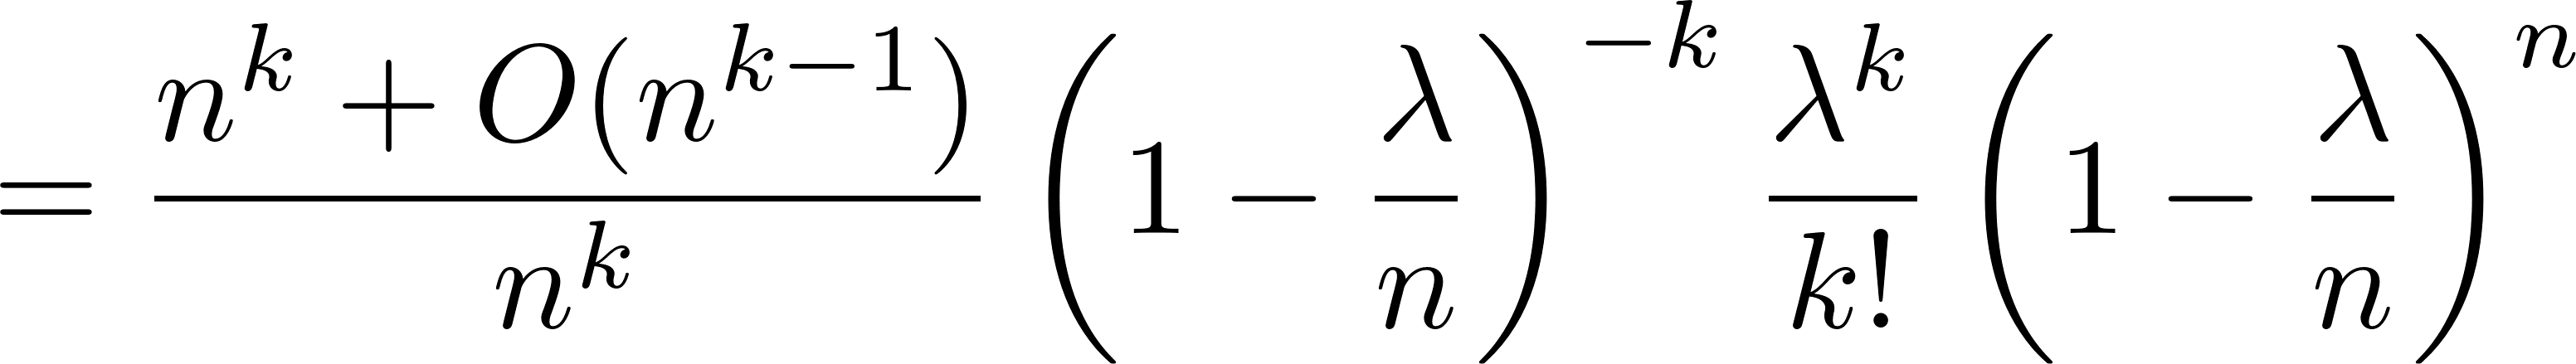 = \frac{n^k + O(n^{k-1})}{n^k} \left(1 - \frac{\lambda}{n}\right)^{-k} \frac{\lambda^k}{k!} \left(1 - \frac{\lambda}{n}\right)^n